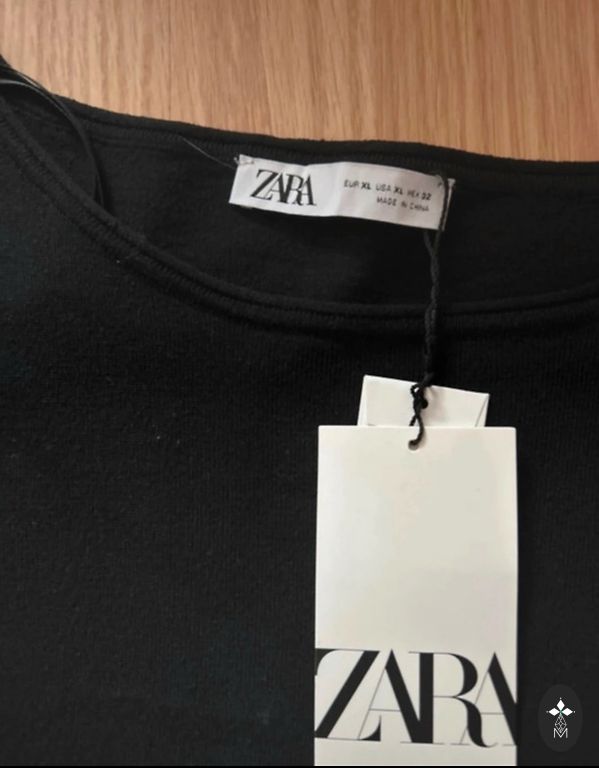 ZARA
EUR XL USA XL MEX 32
MADE IN CHINA
ZARA
M